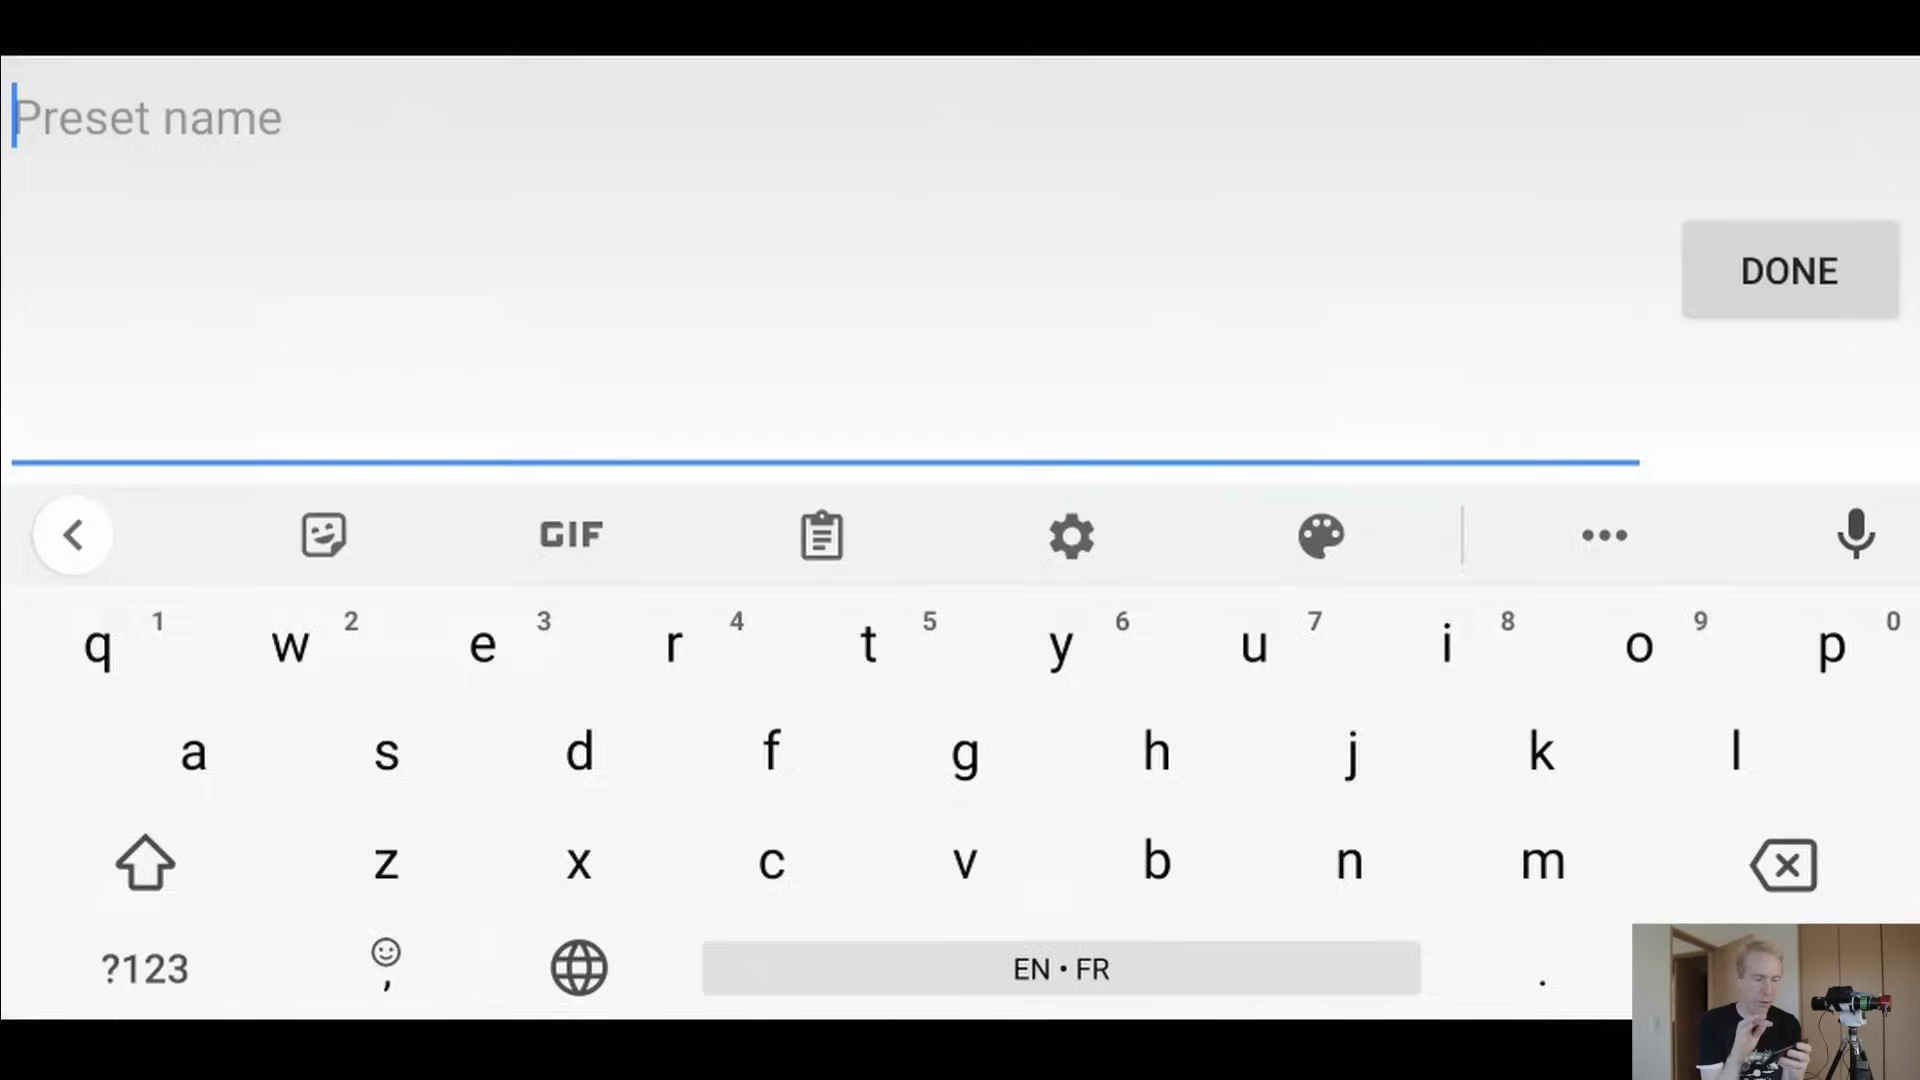 Preset name
DONE
GIF
q 1 w 2 e 3 r 4 t 5 y 6 u 7 i 8 o 9 p 0
a s d f g h j k l
z x c v b n m
?123 , EN • FR .